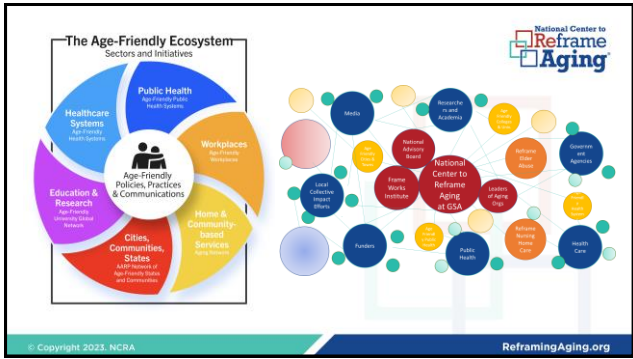 The Age-Friendly Ecosystem
Sectors and Initiatives
Public Health
Age-Friendly Public
Health Systems
Healthcare
Systems
Age-Friendly
Health Systems
Workplaces
Age-Friendly
Workplaces
Age-Friendly
Policies, Practices
& Communications
Education &
Research
Age-Friendly
University Global
Network
Home &
Community-
based
Services
Aging Network
Cities,
Communities,
States
AARP Network of
Age-Friendly States
and Communities
National Center to
Reframe
Aging
Media
Researche
rs and
Academia
National
Advisory
Board
National
Center to
Reframe
Aging
at GSA
Reframe
Elder
Abuse
Governm
ent
Agencies
Local
Collective
Impact
Efforts
Frame
Works
Institute
Leaders
of Aging
Orgs
Funders
Public
Health
Reframe
Nursing
Home
Care
Health
Care
© Copyright 2023. NCRA
ReframingAging.org